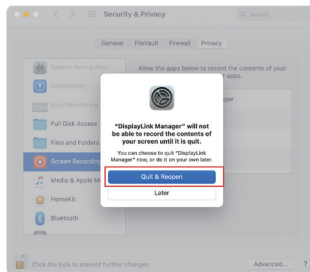 Security & Privacy
Search
General FileVault Firewall Privacy
Screen Recognition
Accessibility
Input Monitoring
Full Disk Access
Files and Folders
Screen Recording
Media & Apple Mu
HomeKit
Bluetooth
Allow the apps below to record the contents of your
r apps.
ager
"DisplayLink Manager" will not
be able to record the contents of
your screen until it is quit.
You can choose to quit "DisplayLink
Manager" now, or do it on your own later.
Quit & Reopen
Later
Click the lock to prevent further changes.
Advanced... ?